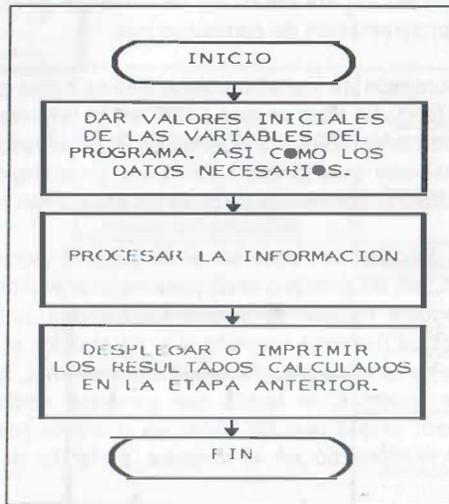 INICIO
DAR VALORES INICIALES
DE LAS VARIABLES DEL
PROGRAMA. ASI COMO LOS
DATOS NECESARIOS.
PROCESAR LA INFORMACION
DESPLEGAR O IMPRIMIR
LOS RESULTADOS CALCULADOS
EN LA ETAPA ANTERIOR.
FIN